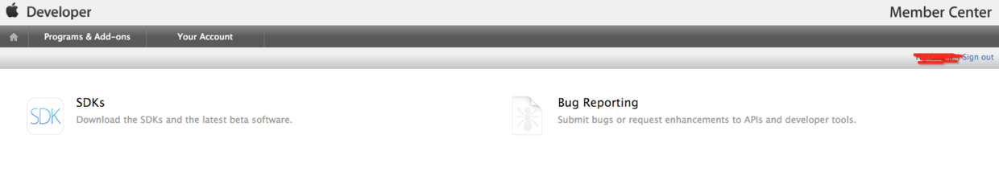 Developer
Member Center
Programs & Add-ons
Your Account
Sign out
SDK
SDKs
Download the SDKs and the latest beta software.
Bug Reporting
Submit bugs or request enhancements to APIs and developer tools.